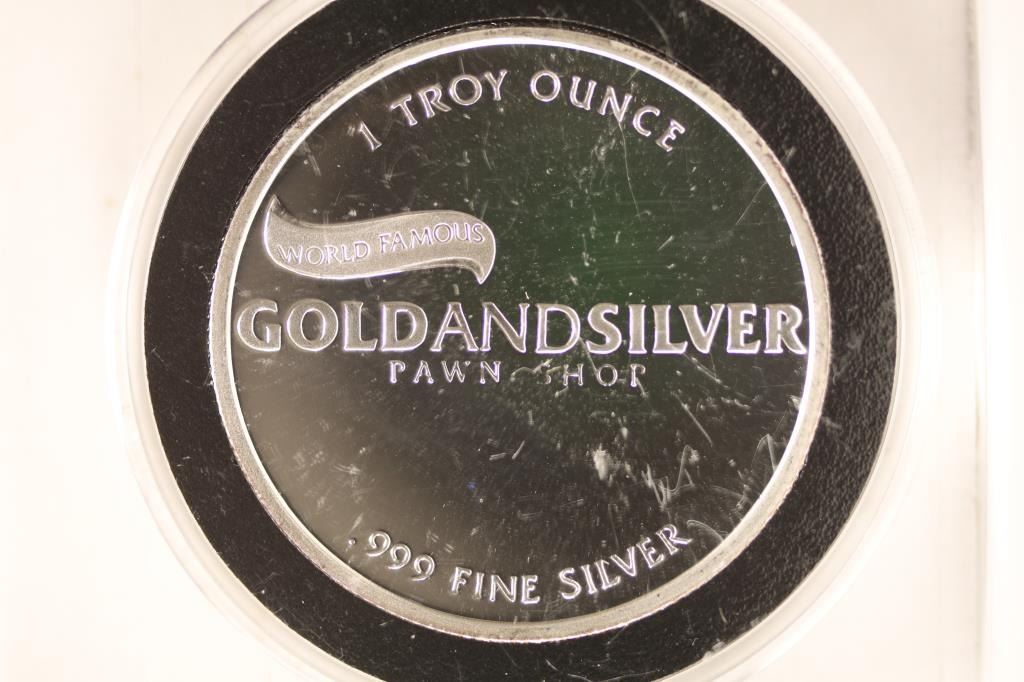 1 TROY OUNCE
WORLD FAMOUS
GOLDANDSILVER
PAWN SHOP
.999 FINE SILVER